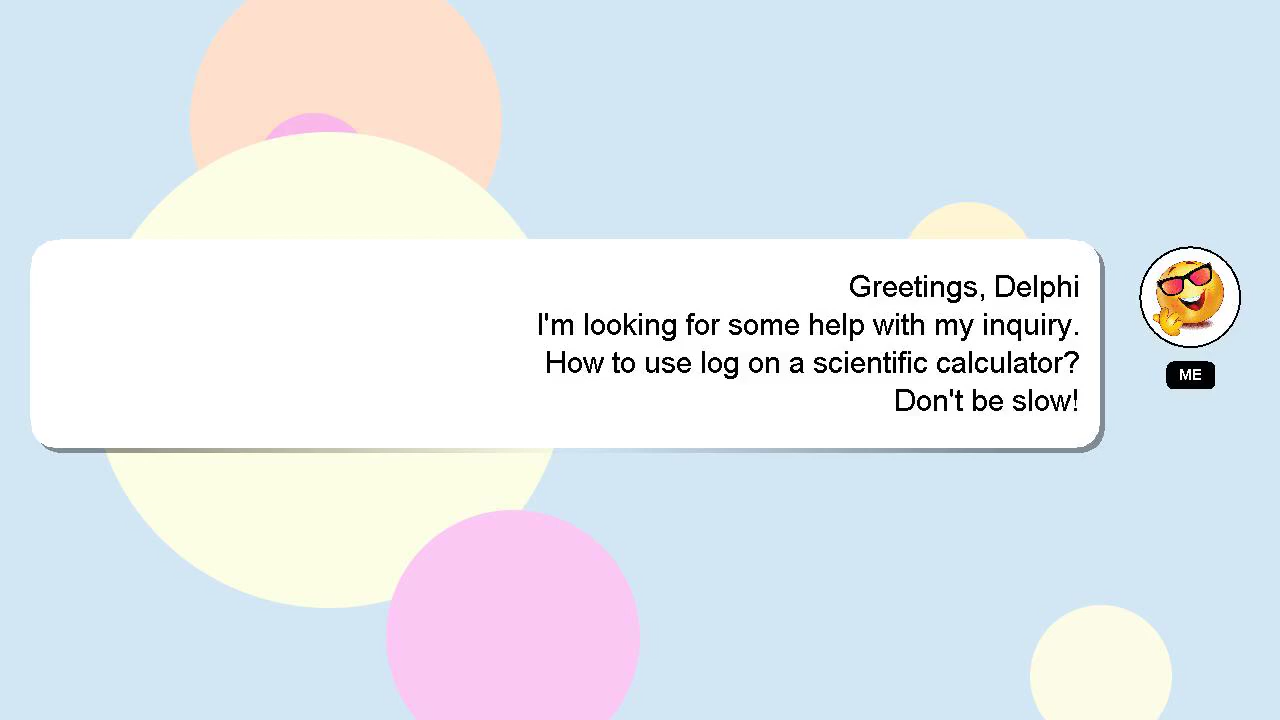 Greetings, Delphi
I'm looking for some help with my inquiry.
How to use log on a scientific calculator?
Don't be slow!
ME